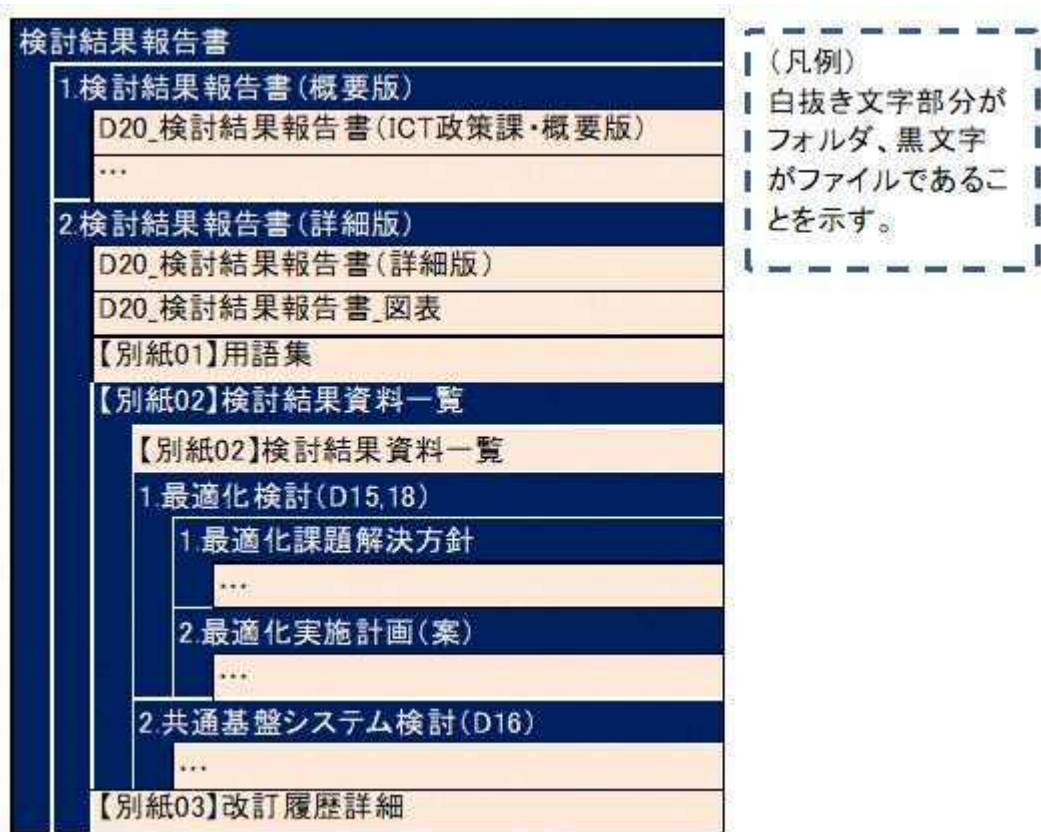 検討結果報告書
1.検討結果報告書(概要版)
D20_検討結果報告書(ICT政策課・概要版)
…
2.検討結果報告書(詳細版)
D20_検討結果報告書(詳細版)
D20_検討結果報告書_図表
【別紙01】用語集
【別紙02】検討結果資料一覧
【別紙02】検討結果資料一覧
1.最適化検討(D15,18)
1.最適化課題解決方針
…
2.最適化実施計画(案)
…
2.共通基盤システム検討(D16)
…
【別紙03】改訂履歴詳細
(凡例)
白抜き文字部分が
フォルダ、黒文字
がファイルであるこ
とを示す。